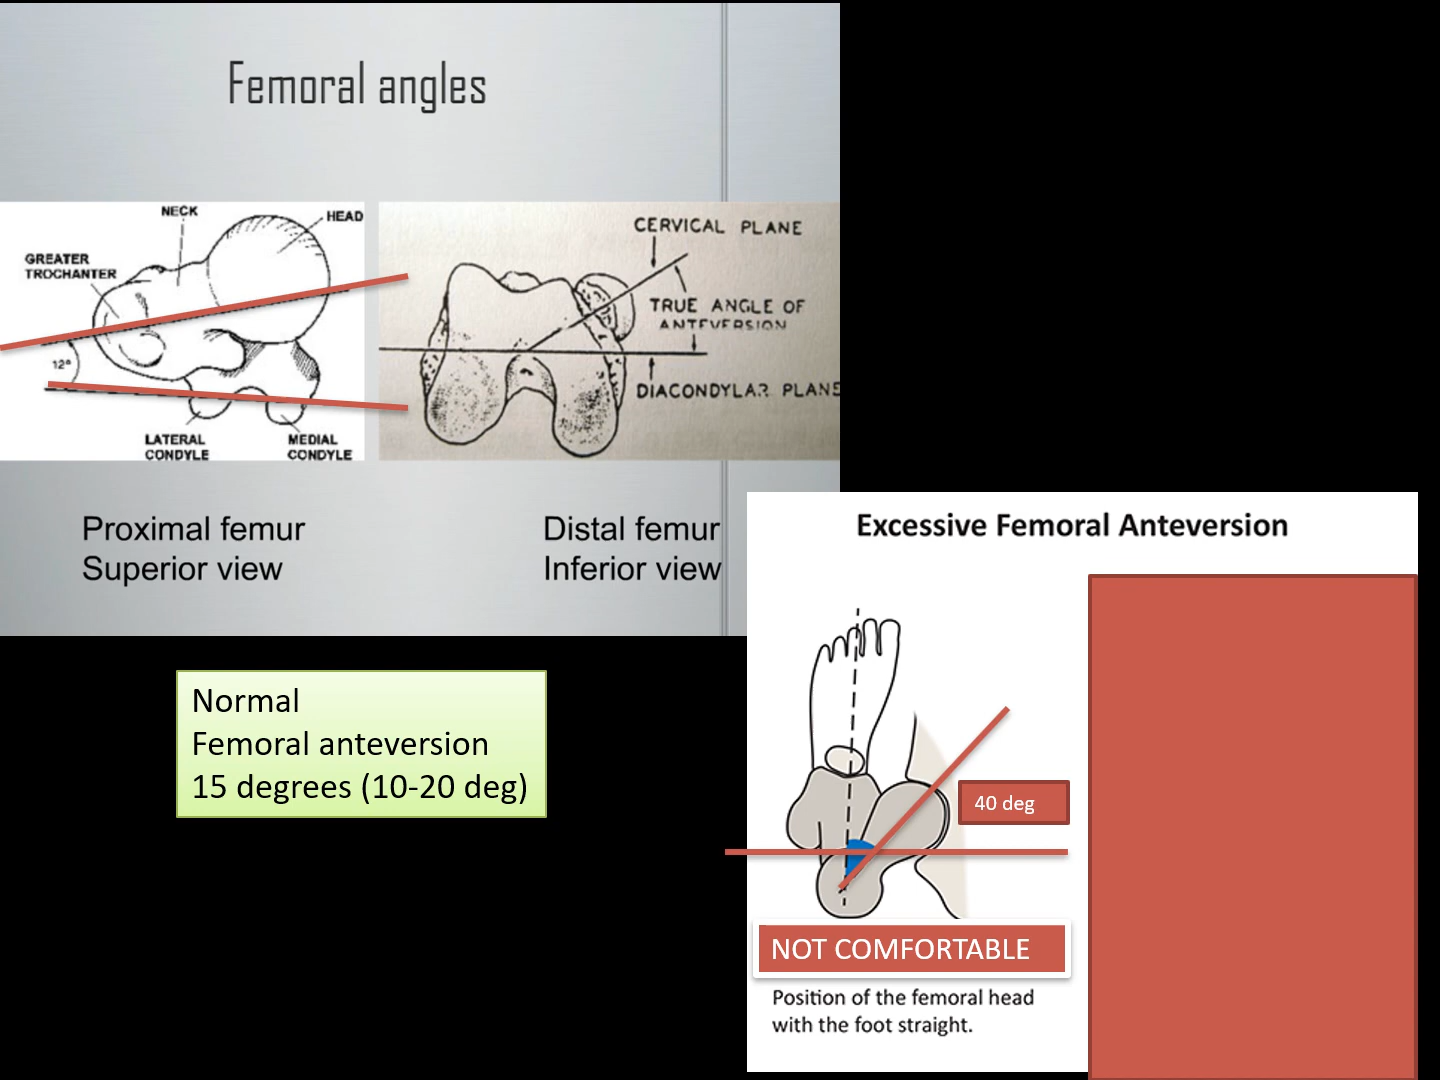 Femoral angles
NECK
HEAD
GREATER
TROCHANTER
12°
LATERAL
CONDYLE
MEDIAL
CONDYLE
CERVICAL PLANE
TRUE ANGLE OF
ANTEVERSION
DIACONDYLAR PLANE
Proximal femur
Superior view
Distal femur
Inferior view
Normal
Femoral anteversion
15 degrees (10-20 deg)
Excessive Femoral Anteversion
40 deg
NOT COMFORTABLE
Position of the femoral head
with the foot straight.